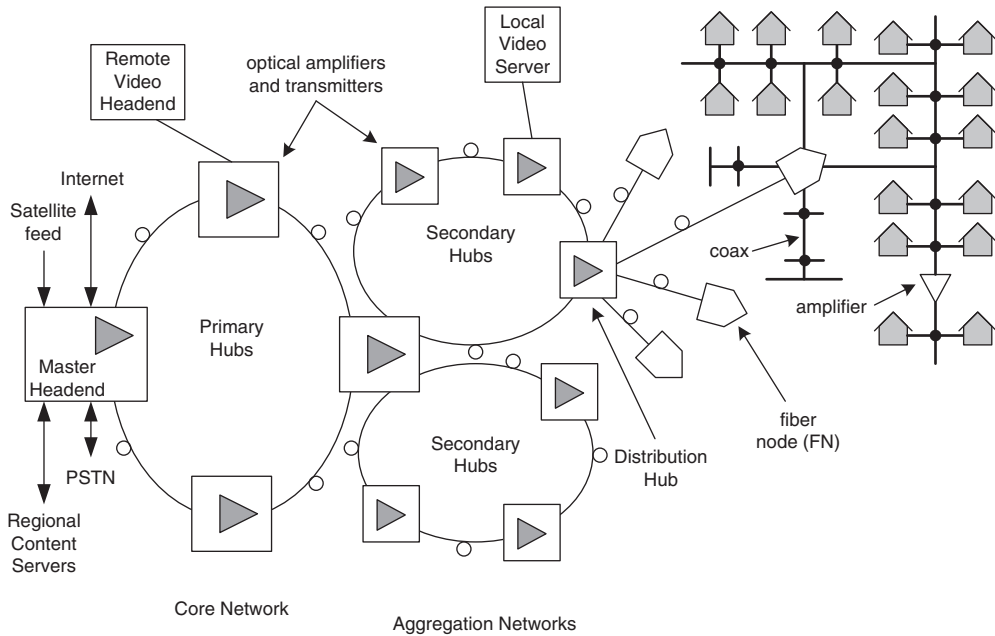 Remote
Video
Headend
optical amplifiers
and transmitters
Local
Video
Server
Internet
Satellite
feed
Secondary
Hubs
coax
amplifier
Primary
Hubs
Master
Headend
fiber
node (FN)
Secondary
Hubs
Distribution
Hub
PSTN
Regional
Content
Servers
Core Network
Aggregation Networks